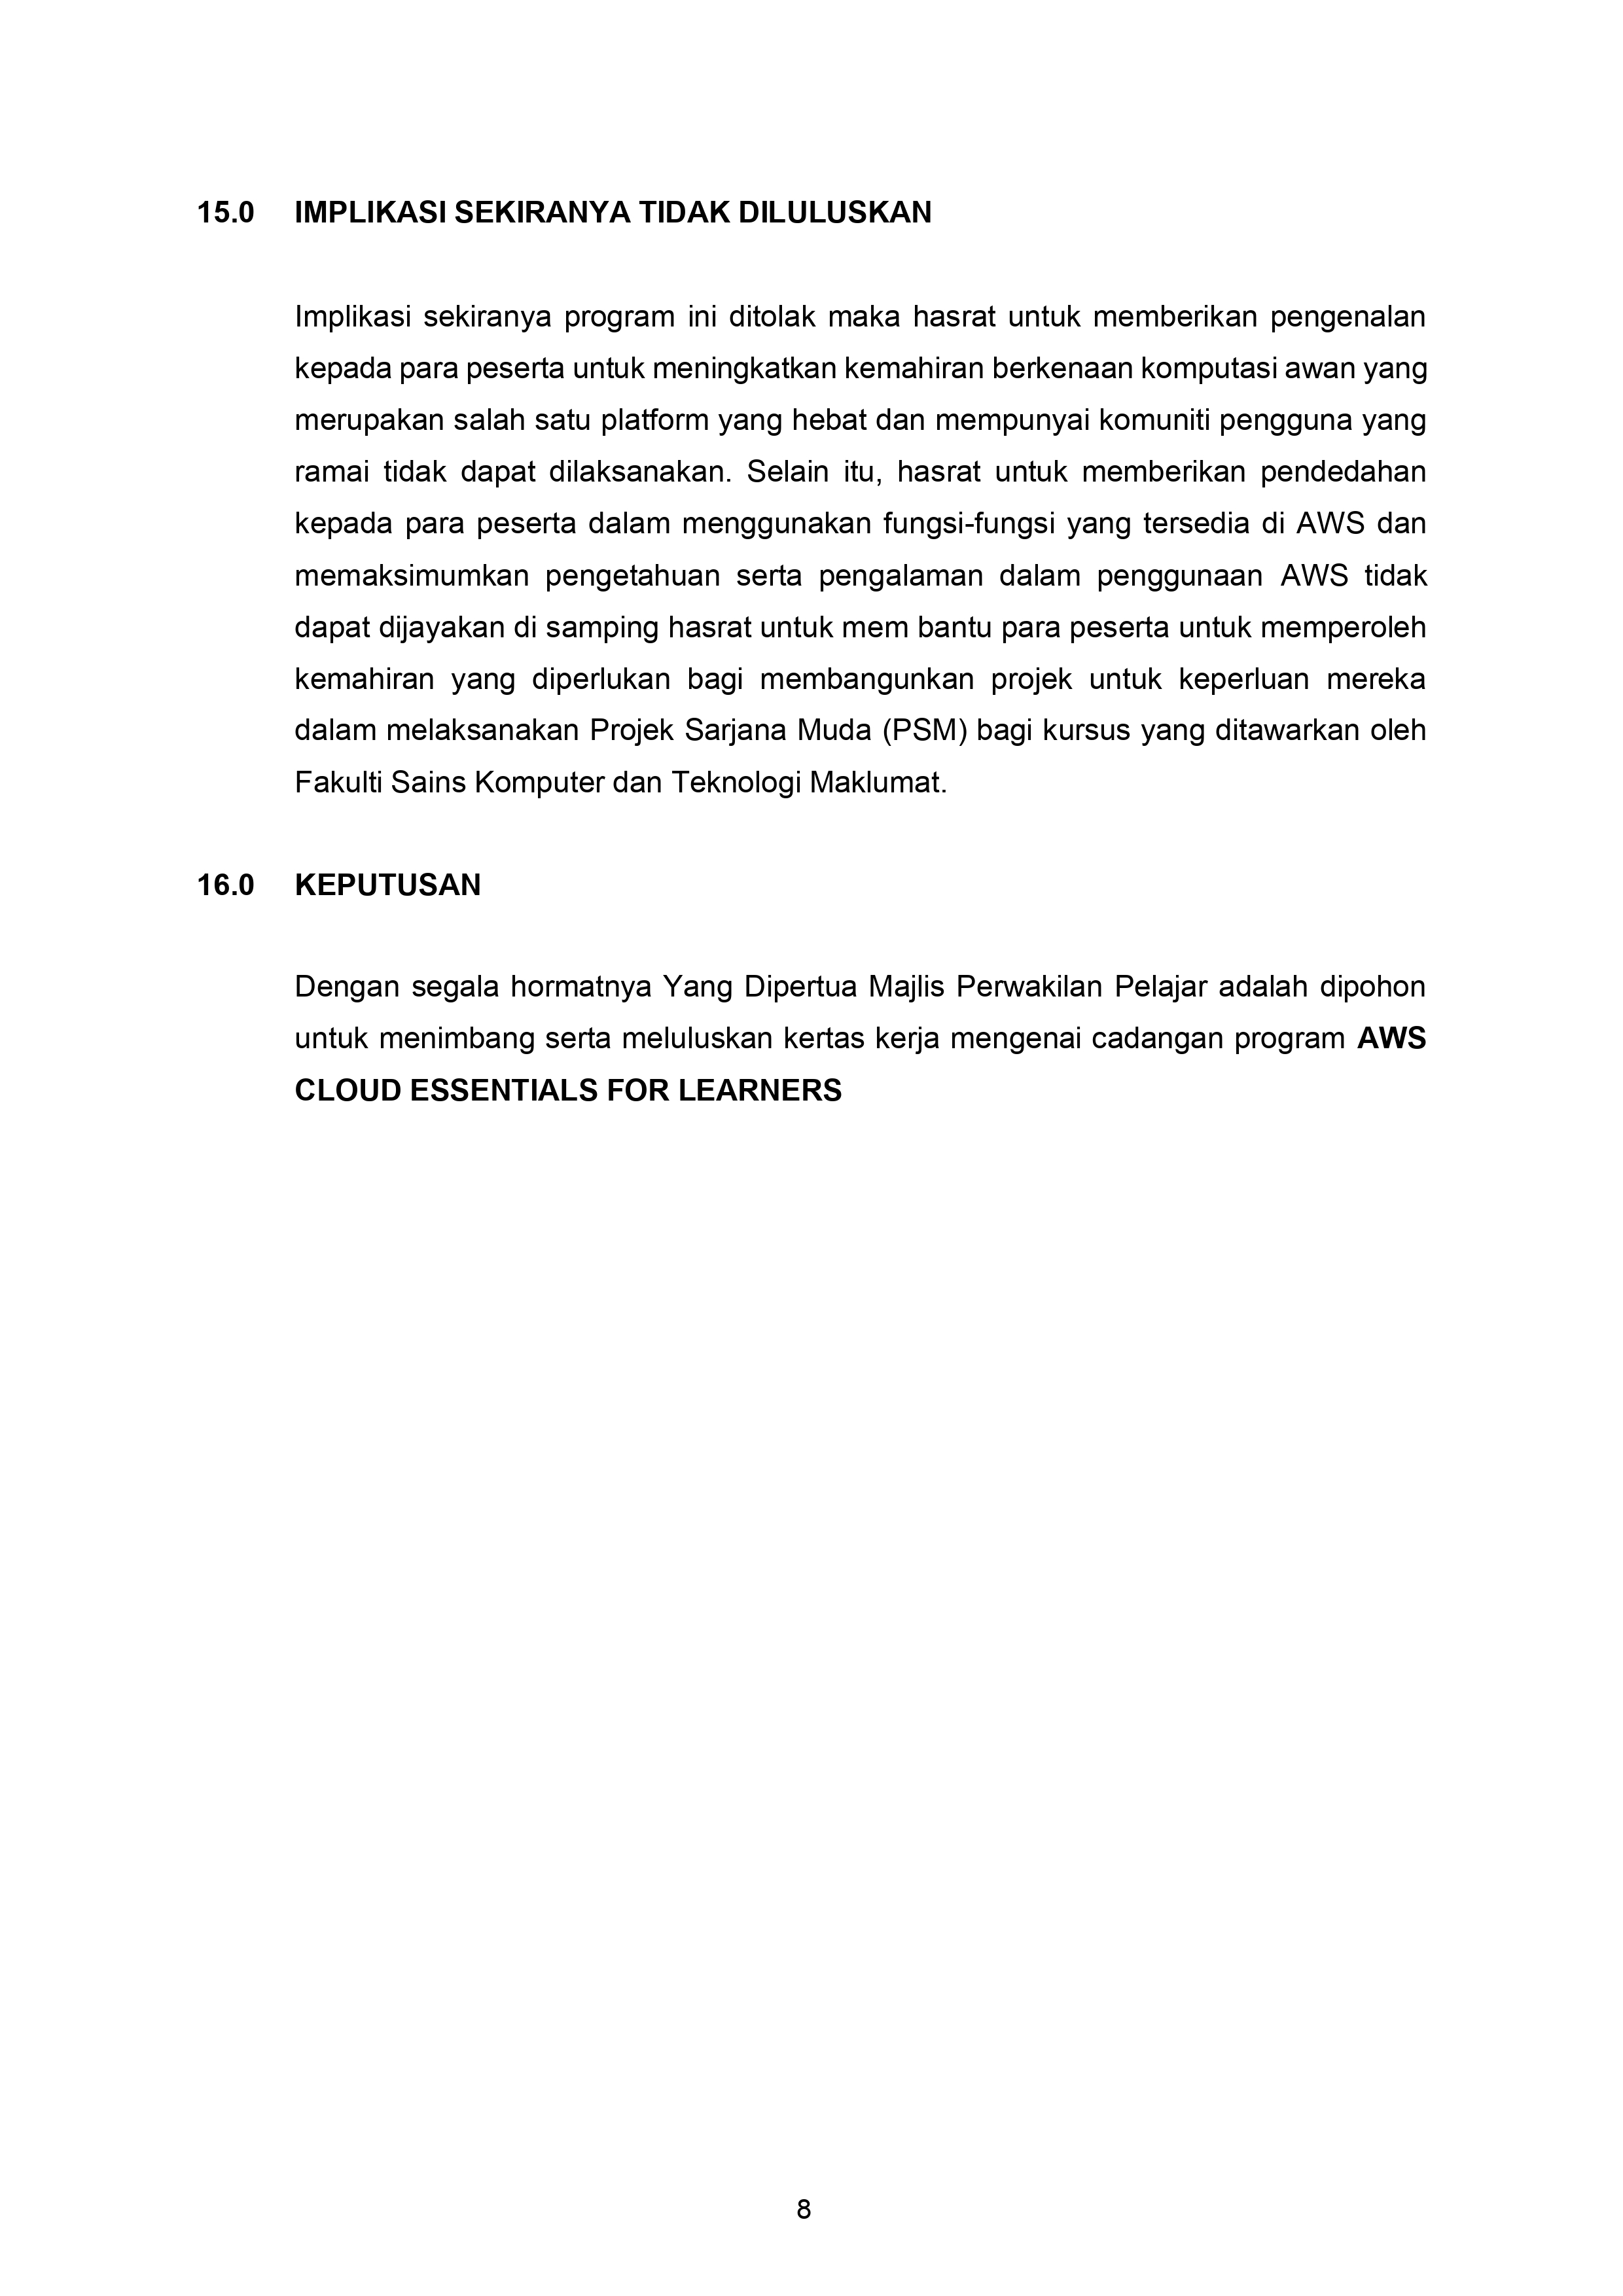 15.0 IMPLIKASI SEKIRANYA TIDAK DILULUSKAN
Implikasi sekiranya program ini ditolak maka hasrat untuk memberikan pengenalan
kepada para peserta untuk meningkatkan kemahiran berkenaan komputasi awan yang
merupakan salah satu platform yang hebat dan mempunyai komuniti pengguna yang
ramai tidak dapat dilaksanakan. Selain itu, hasrat untuk memberikan pendedahan
kepada para peserta dalam menggunakan fungsi-fungsi yang tersedia di AWS dan
memaksimumkan pengetahuan serta pengalaman dalam penggunaan AWS tidak
dapat dijayakan di samping hasrat untuk mem bantu para peserta untuk memperoleh
kemahiran yang diperlukan bagi membangunkan projek untuk keperluan mereka
dalam melaksanakan Projek Sarjana Muda (PSM) bagi kursus yang ditawarkan oleh
Fakulti Sains Komputer dan Teknologi Maklumat.
16.0 KEPUTUSAN
Dengan segala hormatnya Yang Dipertua Majlis Perwakilan Pelajar adalah dipohon
untuk menimbang serta meluluskan kertas kerja mengenai cadangan program AWS
CLOUD ESSENTIALS FOR LEARNERS
8